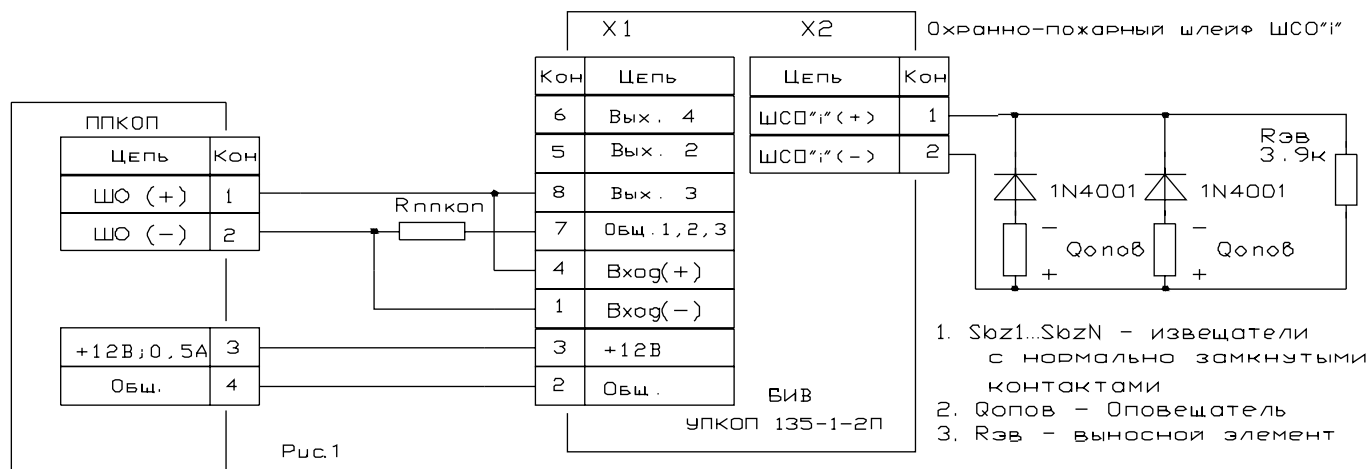 Х1
Х2
Охранно-пожарный шлейф ШСО"i"
Кон
Цепь
Цепь
Кон
6
Вых. 4
ШСО"i"(+)
1
5
Вых. 2
ШСО"i"(-)
2
8
Вых. 3
7
Общ.1,2,3
4
Вход(+)
1
Вход(-)
3
+12В
2
Общ.
ППКОП
Цепь
Кон
ШО (+)
1
ШО (-)
2
Rппкоп
+12В;0,5А
3
Общ.
4
Rэв
3.9к
1N4001
1N4001
-
Qопов
+
-
Qопов
+
БИВ
УПКОП 135-1-2П
1. Sbz1...SbzN - извещатели
с нормально замкнутыми
контактами
2. Qопов - Оповещатель
3. Rэв - выносной элемент
Рис.1